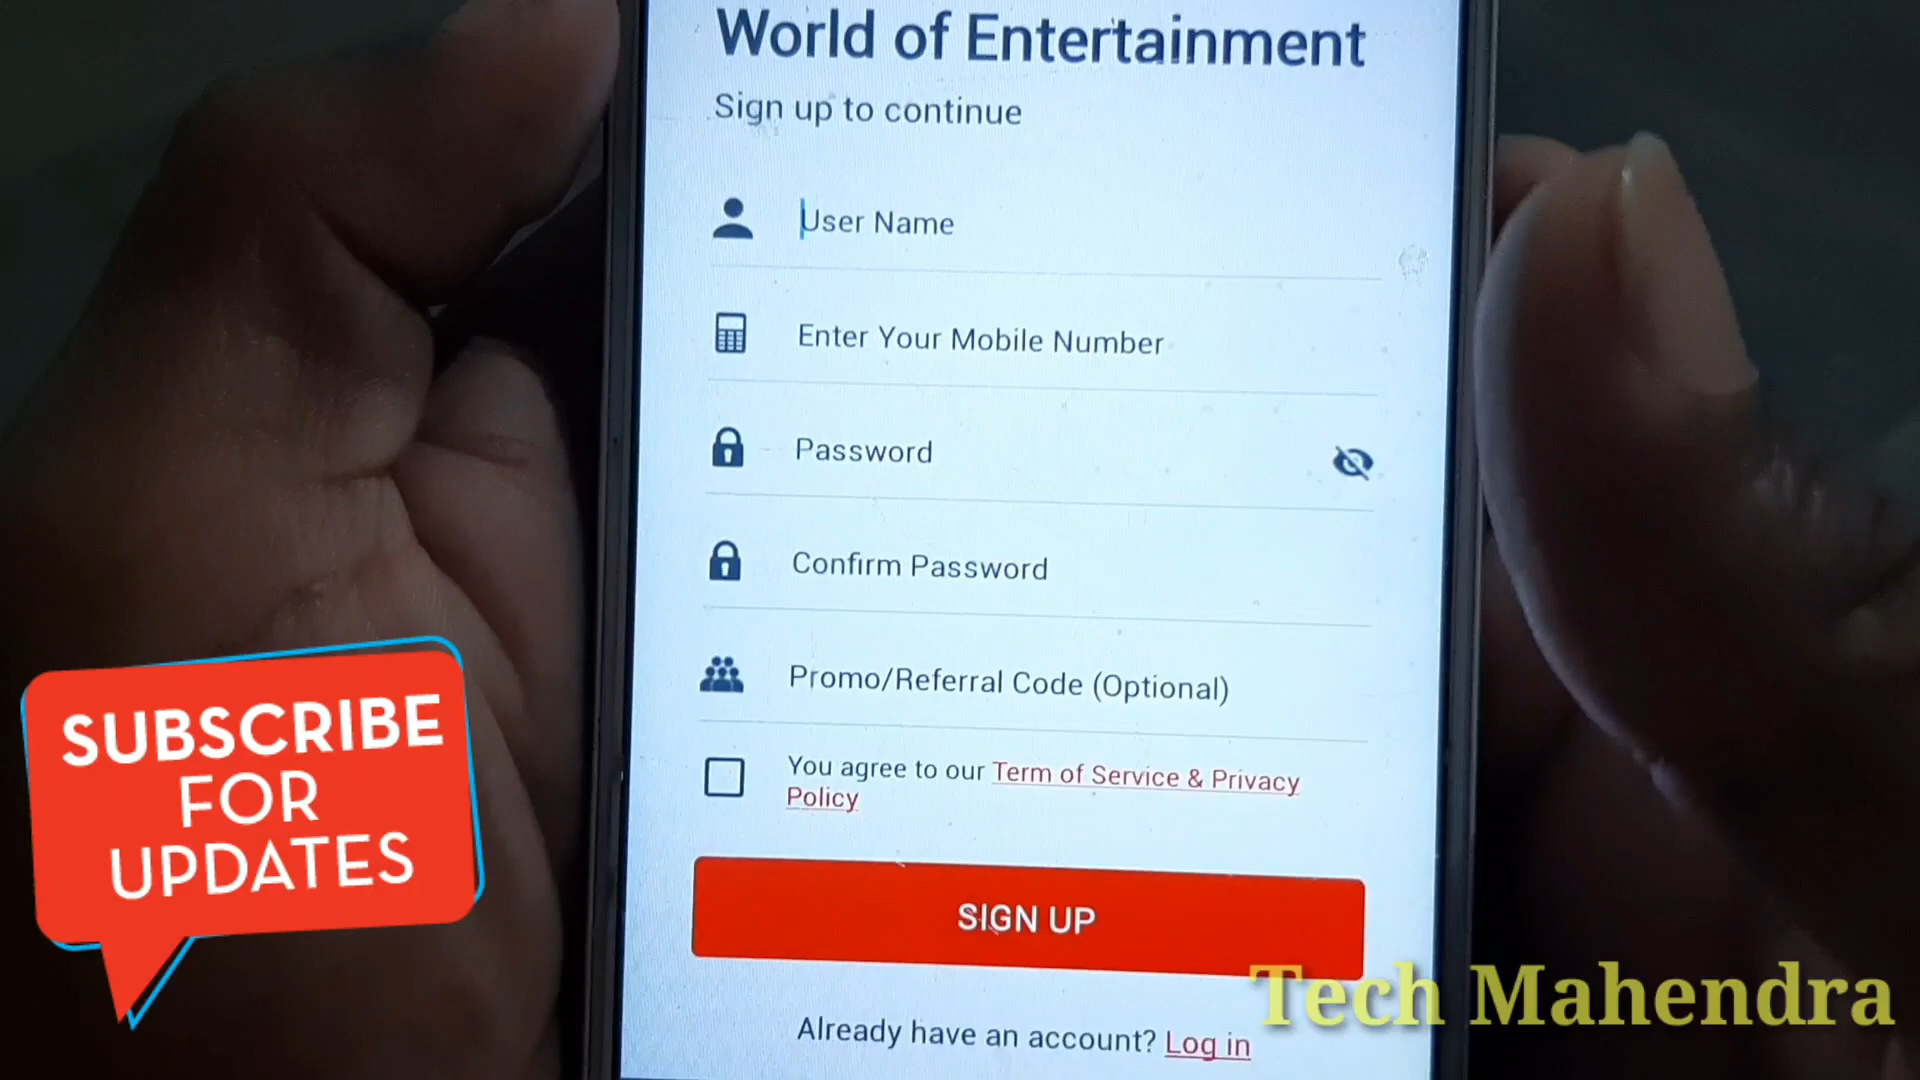 World of Entertainment
Sign up to continue
User Name
Enter Your Mobile Number
Password
Confirm Password
Promo/Referral Code (Optional)
You agree to our Term of Service & Privacy
Policy
SIGN UP
Already have an account? Log in
SUBSCRIBE
FOR
UPDATES
Tech Mahendra